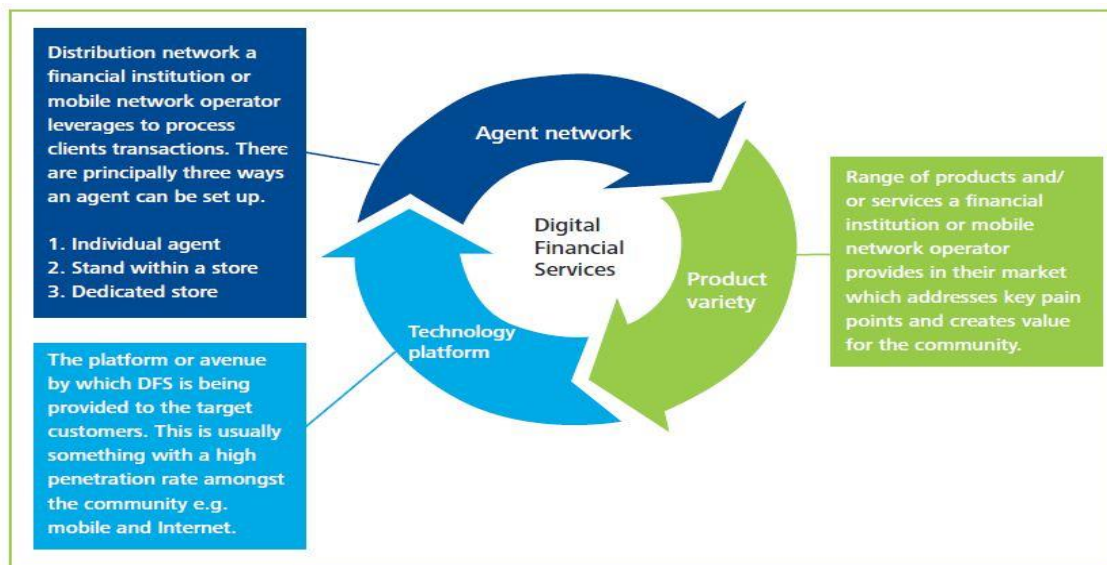 Distribution network a
financial institution or
mobile network operator
leverages to process
clients transactions. There
are principally three ways
an agent can be set up.
1. Individual agent
2. Stand within a store
3. Dedicated store
The platform or avenue
by which DFS is being
provided to the target
customers. This is usually
something with a high
penetration rate amongst
the community e.g.
mobile and Internet.
Agent network
Digital
Financial
Services
Product
variety
Technology
platform
Range of products and/
or services a financial
institution or mobile
network operator
provides in their market
which addresses key pain
points and creates value
for the community.